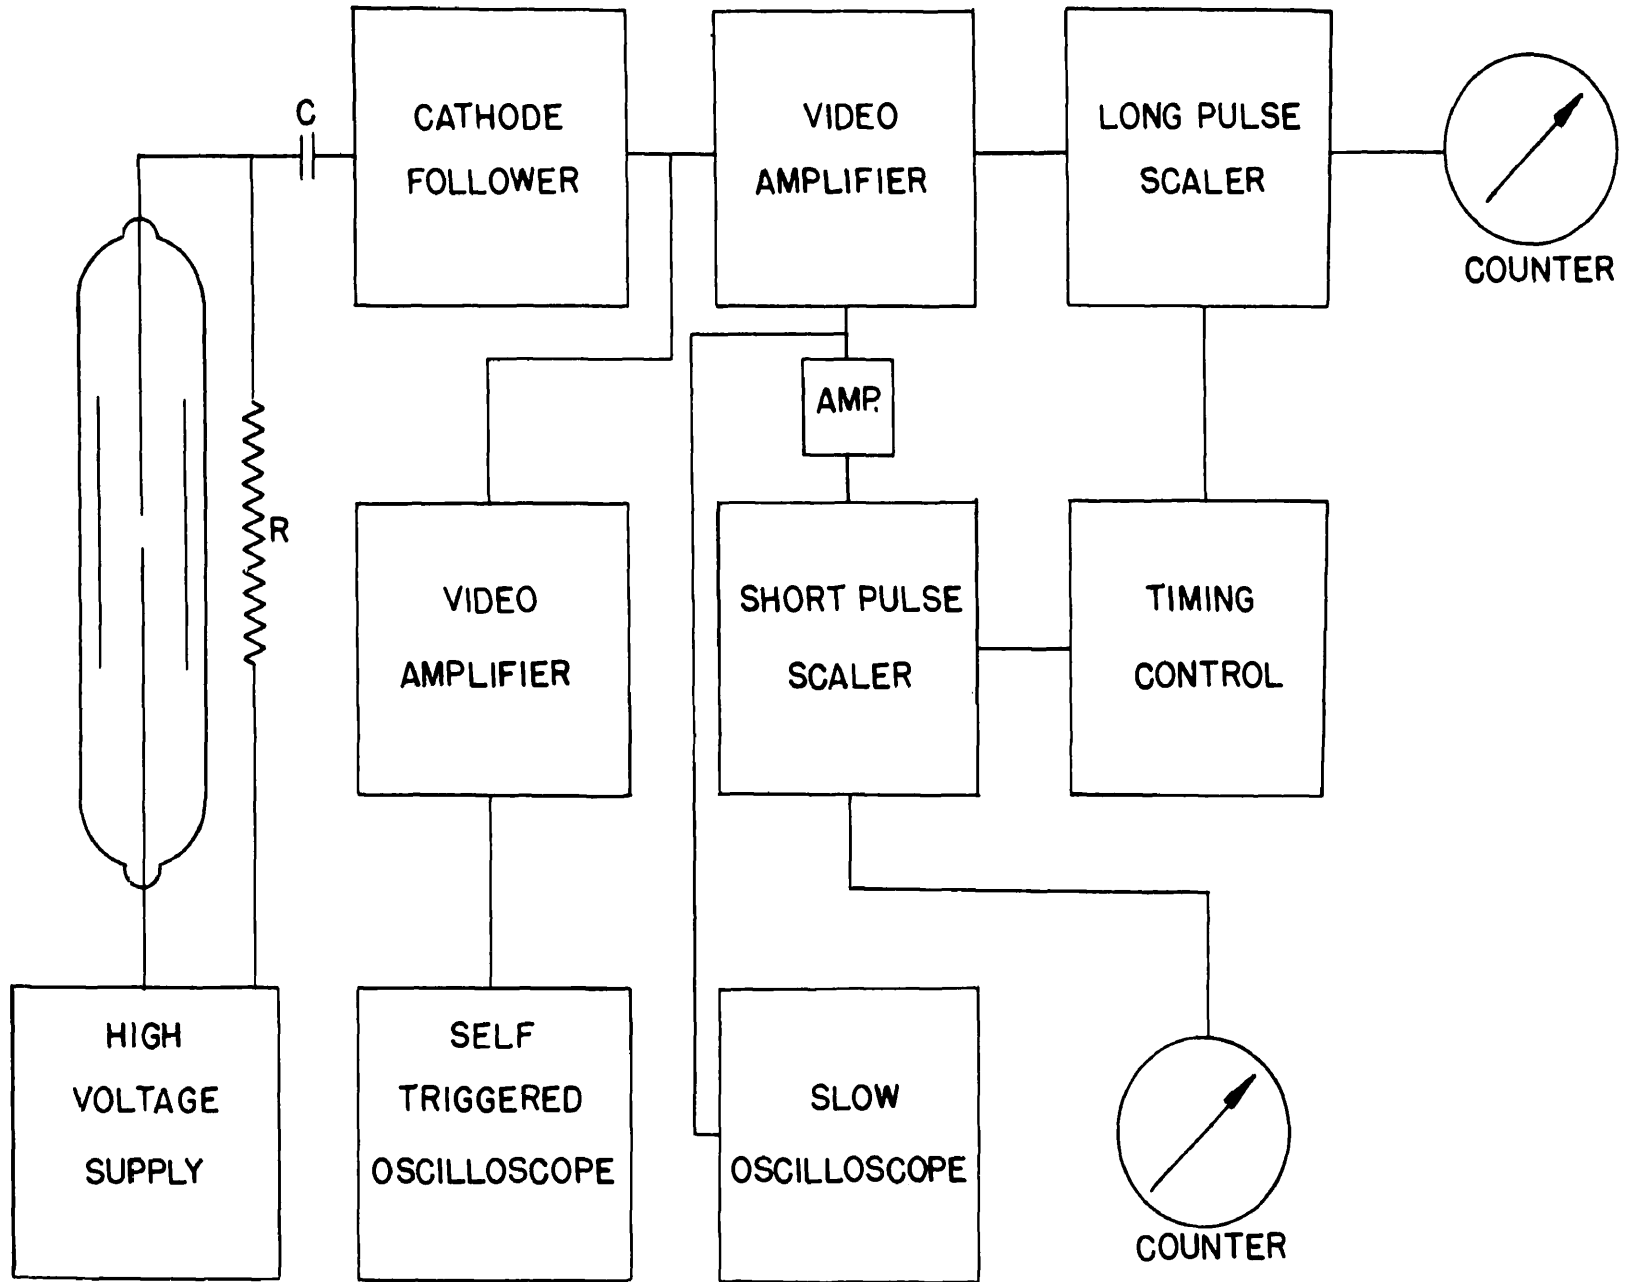 C
CATHODE
FOLLOWER
VIDEO
AMPLIFIER
LONG PULSE
SCALER
COUNTER
AMP.
R
VIDEO
AMPLIFIER
SHORT PULSE
SCALER
TIMING
CONTROL
HIGH
VOLTAGE
SUPPLY
SELF
TRIGGERED
OSCILLOSCOPE
SLOW
OSCILLOSCOPE
COUNTER